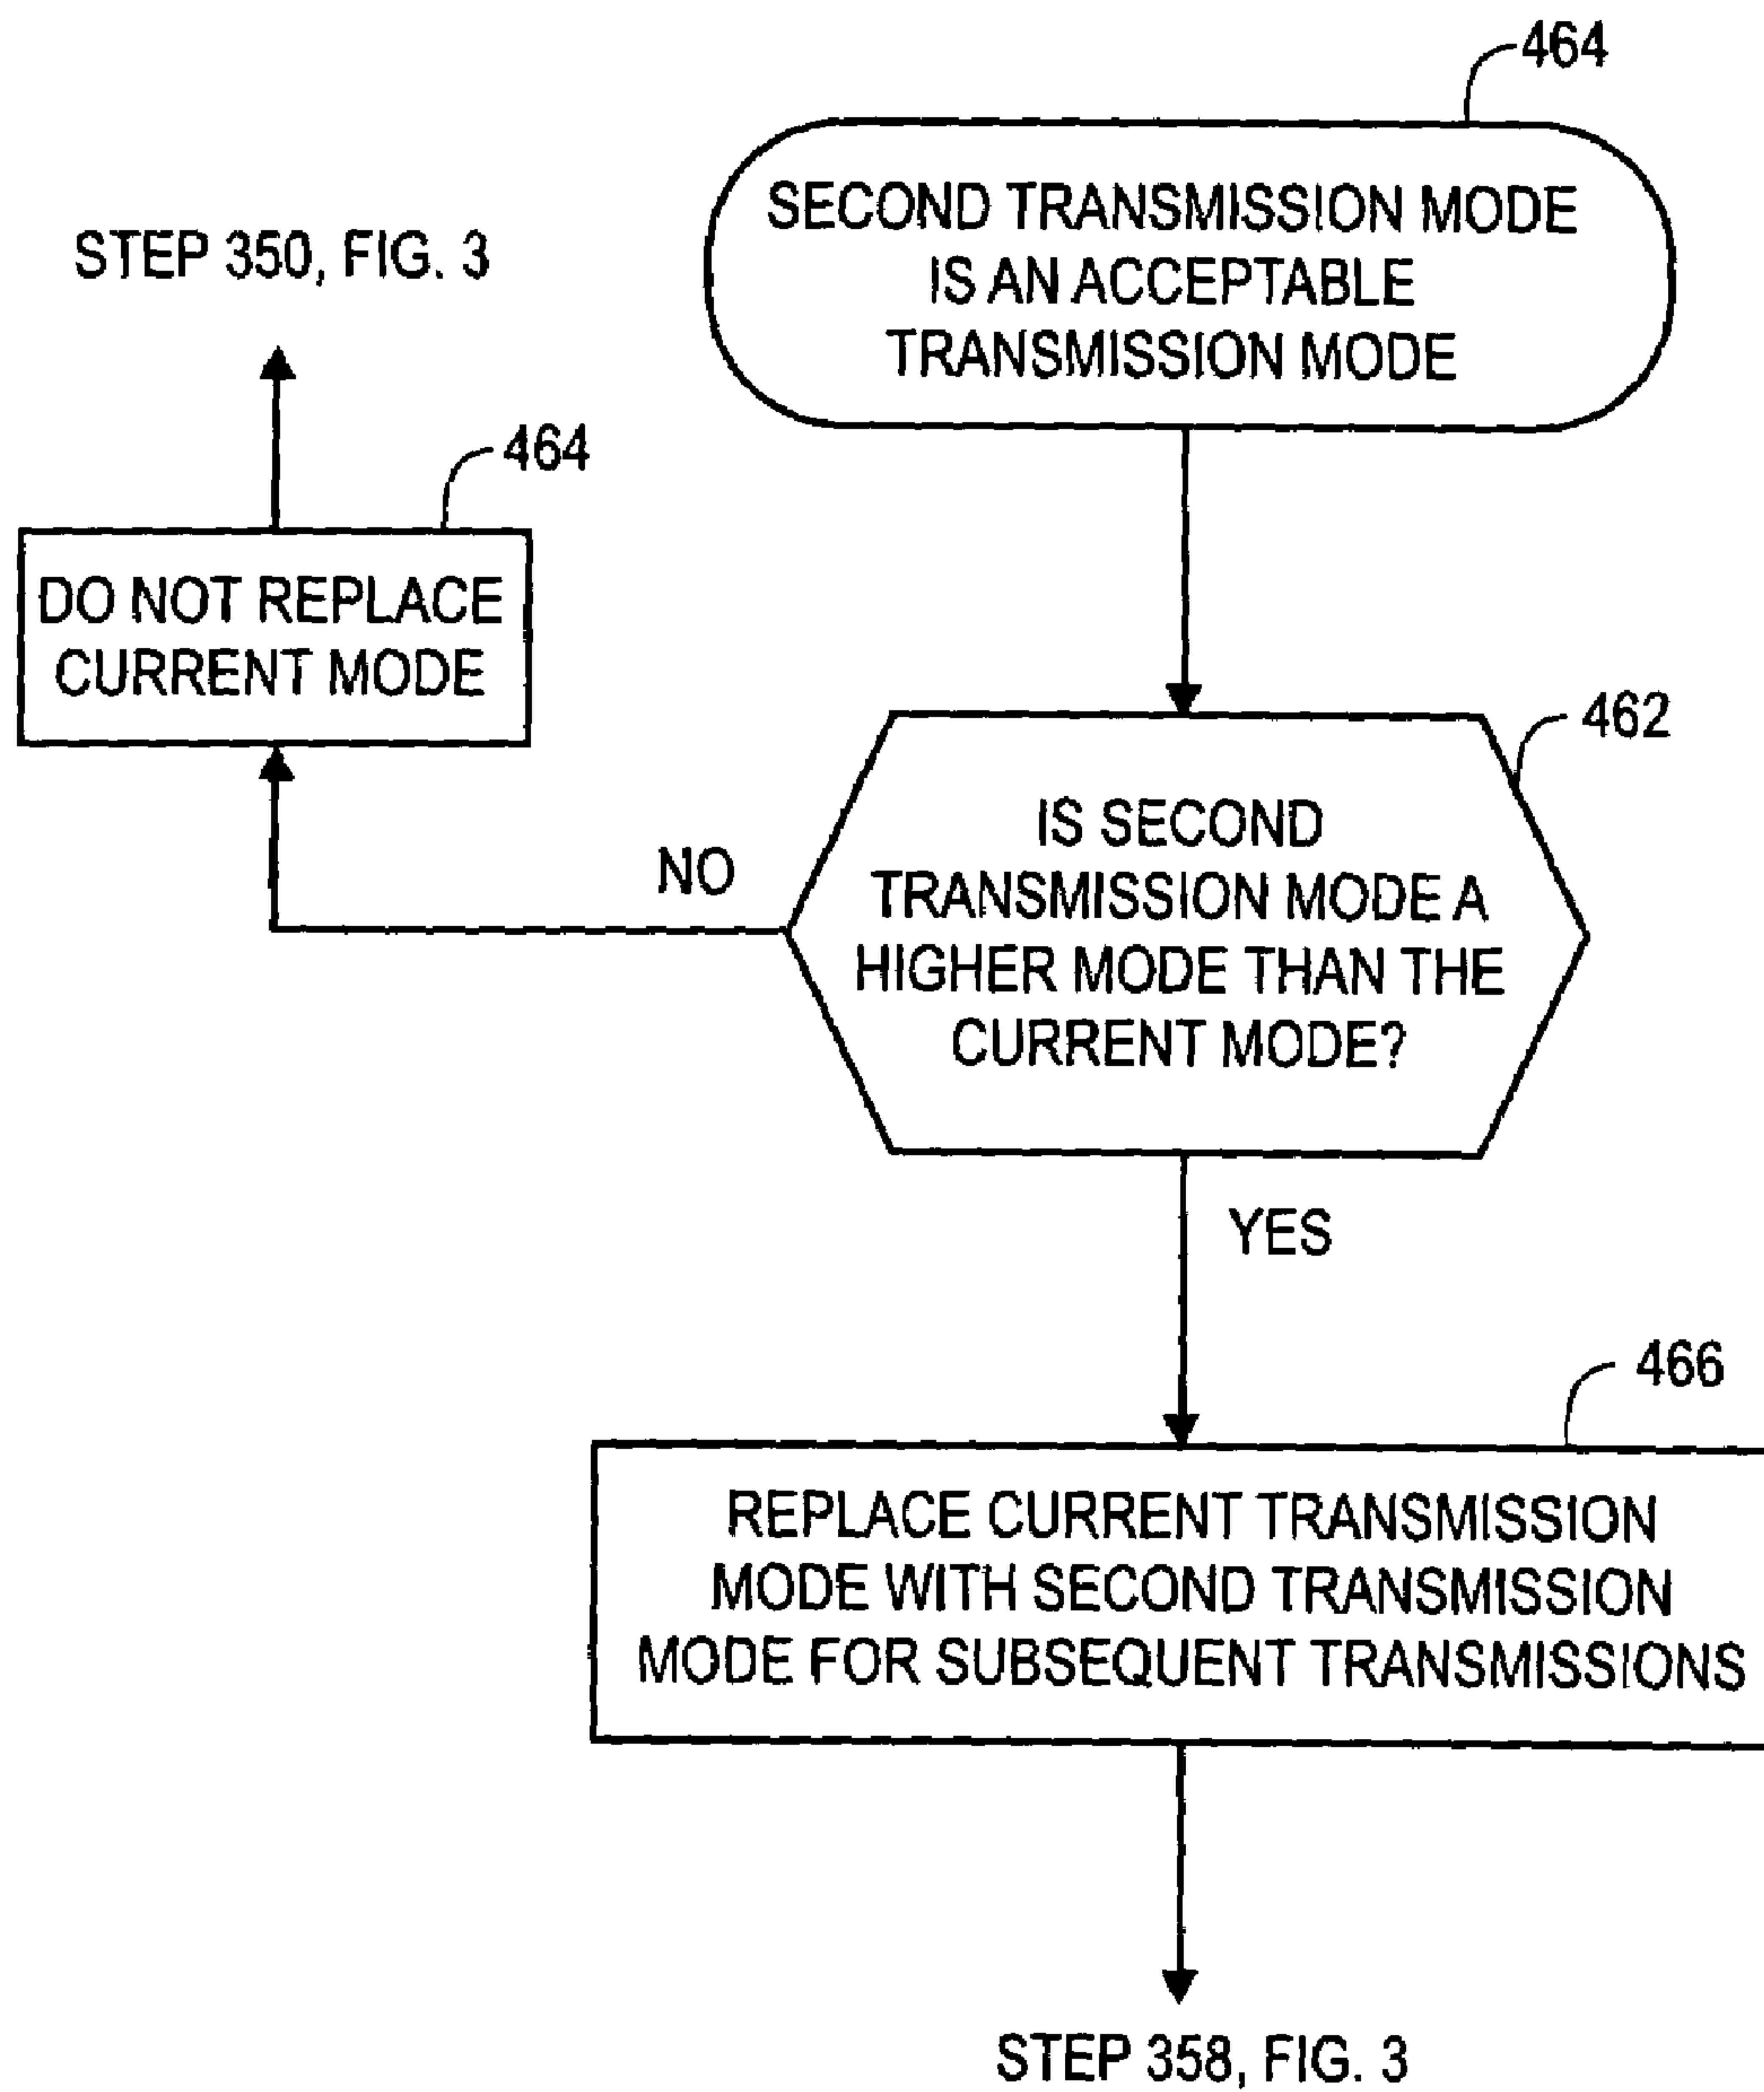 464
SECOND TRANSMISSION MODE
IS AN ACCEPTABLE
TRANSMISSION MODE
STEP 350, FIG. 3
464
DO NOT REPLACE
CURRENT MODE
462
IS SECOND
TRANSMISSION MODE A
HIGHER MODE THAN THE
CURRENT MODE?
NO
YES
466
REPLACE CURRENT TRANSMISSION
MODE WITH SECOND TRANSMISSION
MODE FOR SUBSEQUENT TRANSMISSIONS
STEP 358, FIG. 3